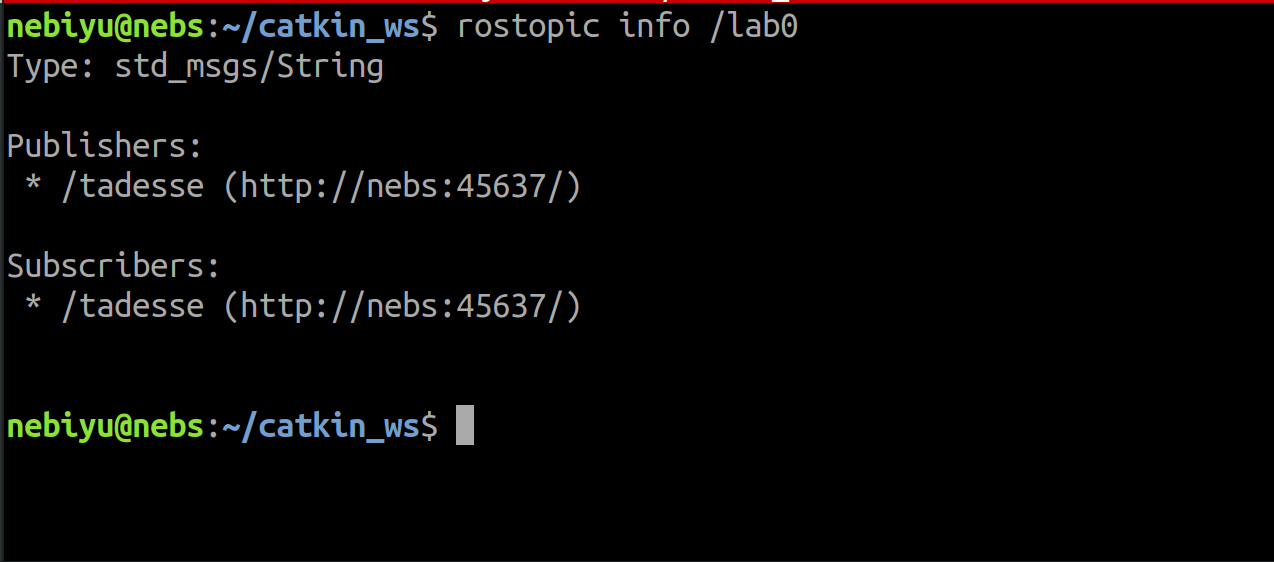 nebiyu@nebs:~/catkin_ws$ rostopic info /lab0
Type: std_msgs/String
Publishers:
 * /tadesse (http://nebs:45637/)
Subscribers:
 * /tadesse (http://nebs:45637/)
nebiyu@nebs:~/catkin_ws$